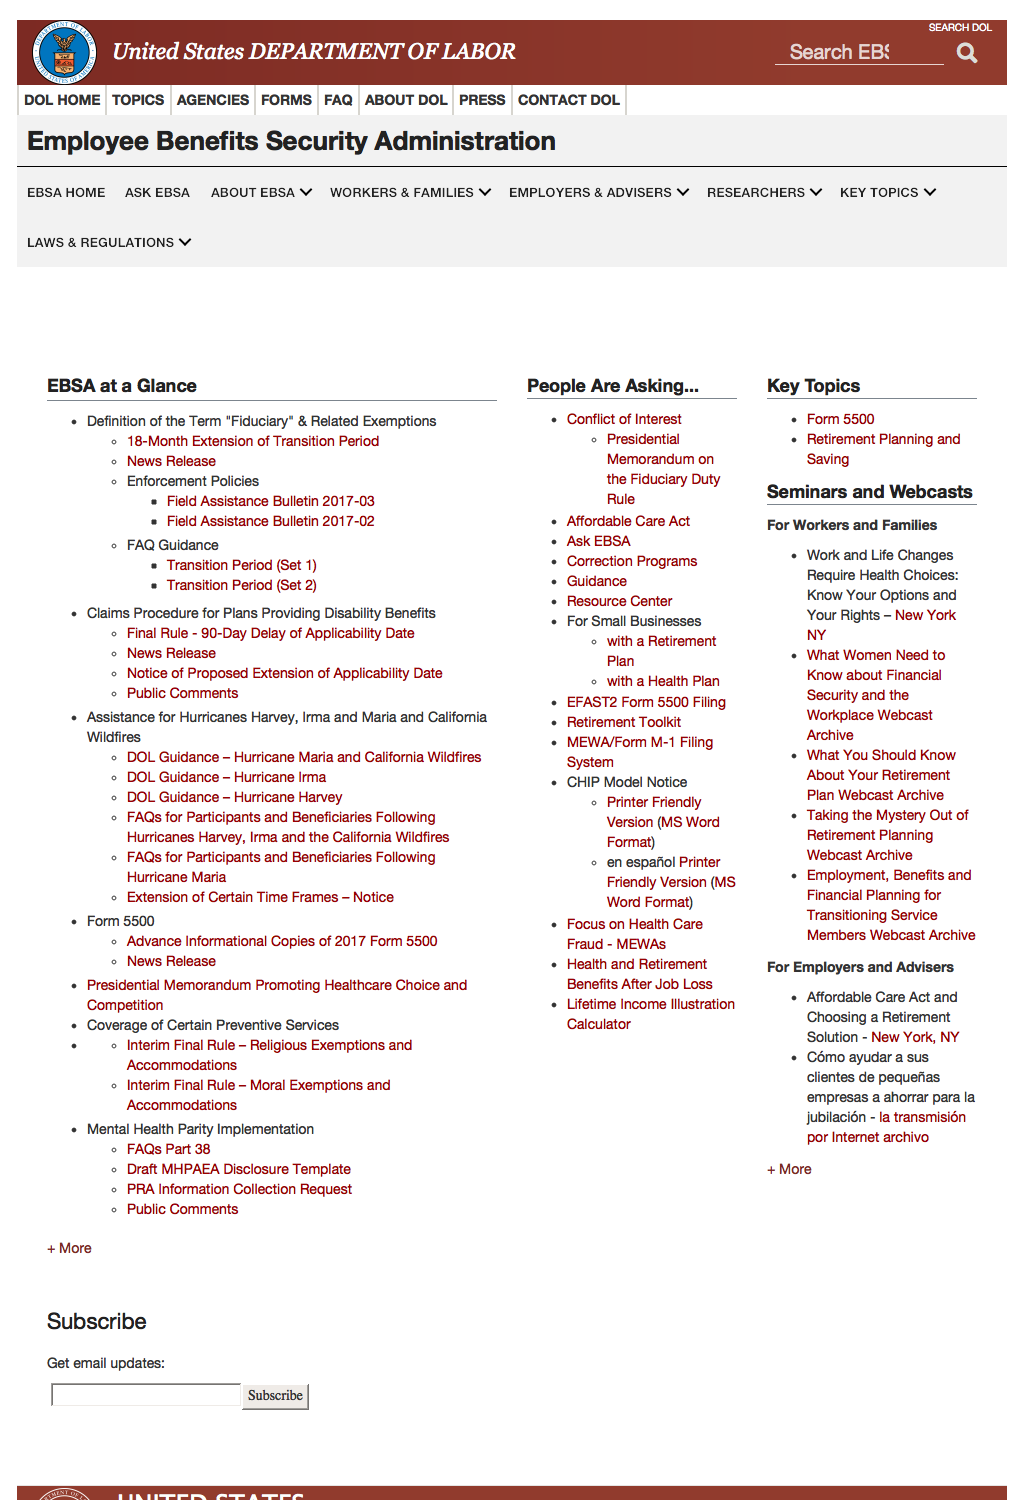 SEARCH DOL
United States DEPARTMENT OF LABOR
Search EBS
DOL HOME
TOPICS
AGENCIES
FORMS
FAQ
ABOUT DOL
PRESS
CONTACT DOL
Employee Benefits Security Administration
EBSA HOME
ASK EBSA
ABOUT EBSA
WORKERS & FAMILIES
EMPLOYERS & ADVISERS
RESEARCHERS
KEY TOPICS
LAWS & REGULATIONS
EBSA at a Glance
Definition of the Term "Fiduciary" & Related Exemptions
18-Month Extension of Transition Period
News Release
Enforcement Policies
Field Assistance Bulletin 2017-03
Field Assistance Bulletin 2017-02
FAQ Guidance
Transition Period (Set 1)
Transition Period (Set 2)
Claims Procedure for Plans Providing Disability Benefits
Final Rule - 90-Day Delay of Applicability Date
News Release
Notice of Proposed Extension of Applicability Date
Public Comments
Assistance for Hurricanes Harvey, Irma and Maria and California
Wildfires
DOL Guidance – Hurricane Maria and California Wildfires
DOL Guidance – Hurricane Irma
DOL Guidance – Hurricane Harvey
FAQs for Participants and Beneficiaries Following
Hurricanes Harvey, Irma and the California Wildfires
FAQs for Participants and Beneficiaries Following
Hurricane Maria
Extension of Certain Time Frames – Notice
Form 5500
Advance Informational Copies of 2017 Form 5500
News Release
Presidential Memorandum Promoting Healthcare Choice and
Competition
Coverage of Certain Preventive Services
Interim Final Rule – Religious Exemptions and
Accommodations
Interim Final Rule – Moral Exemptions and
Accommodations
Mental Health Parity Implementation
FAQs Part 38
Draft MHPAEA Disclosure Template
PRA Information Collection Request
Public Comments
+ More
People Are Asking...
Conflict of Interest
Presidential
Memorandum on
the Fiduciary Duty
Rule
Affordable Care Act
Ask EBSA
Correction Programs
Guidance
Resource Center
For Small Businesses
with a Retirement
Plan
with a Health Plan
EFAST2 Form 5500 Filing
Retirement Toolkit
MEWA/Form M-1 Filing
System
CHIP Model Notice
Printer Friendly
Version (MS Word
Format)
en español Printer
Friendly Version (MS
Word Format)
Focus on Health Care
Fraud - MEWAs
Health and Retirement
Benefits After Job Loss
Lifetime Income Illustration
Calculator
Key Topics
Form 5500
Retirement Planning and
Saving
Seminars and Webcasts
For Workers and Families
Work and Life Changes
Require Health Choices:
Know Your Options and
Your Rights – New York
NY
What Women Need to
Know about Financial
Security and the
Workplace Webcast
Archive
What You Should Know
About Your Retirement
Plan Webcast Archive
Taking the Mystery Out of
Retirement Planning
Webcast Archive
Employment, Benefits and
Financial Planning for
Transitioning Service
Members Webcast Archive
For Employers and Advisers
Affordable Care Act and
Choosing a Retirement
Solution - New York, NY
Cómo ayudar a sus
clientes de pequeñas
empresas a ahorrar para la
jubilación - la transmisión
por Internet archivo
+ More
Subscribe
Get email updates:
Subscribe
UNITED STATES